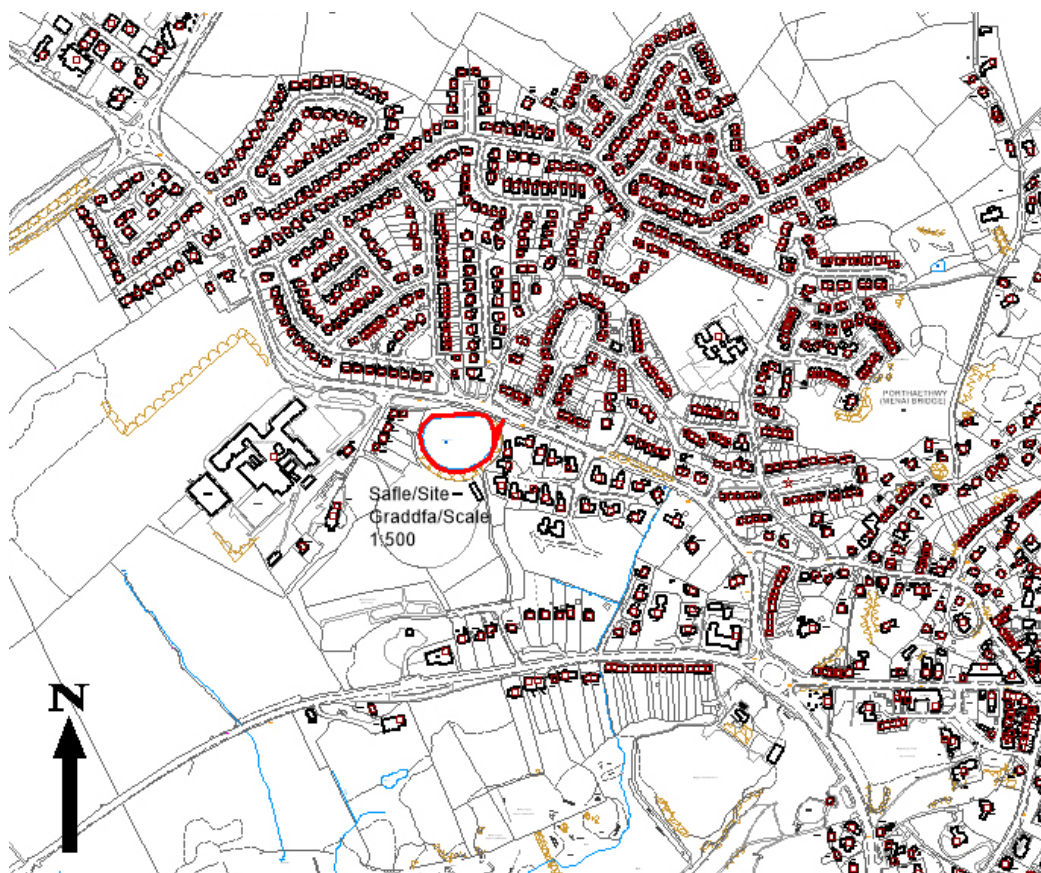 PORTHAETHWY
(MENAI BRIDGE)
Safle/Site –
Graddfa/Scale
1:500
N